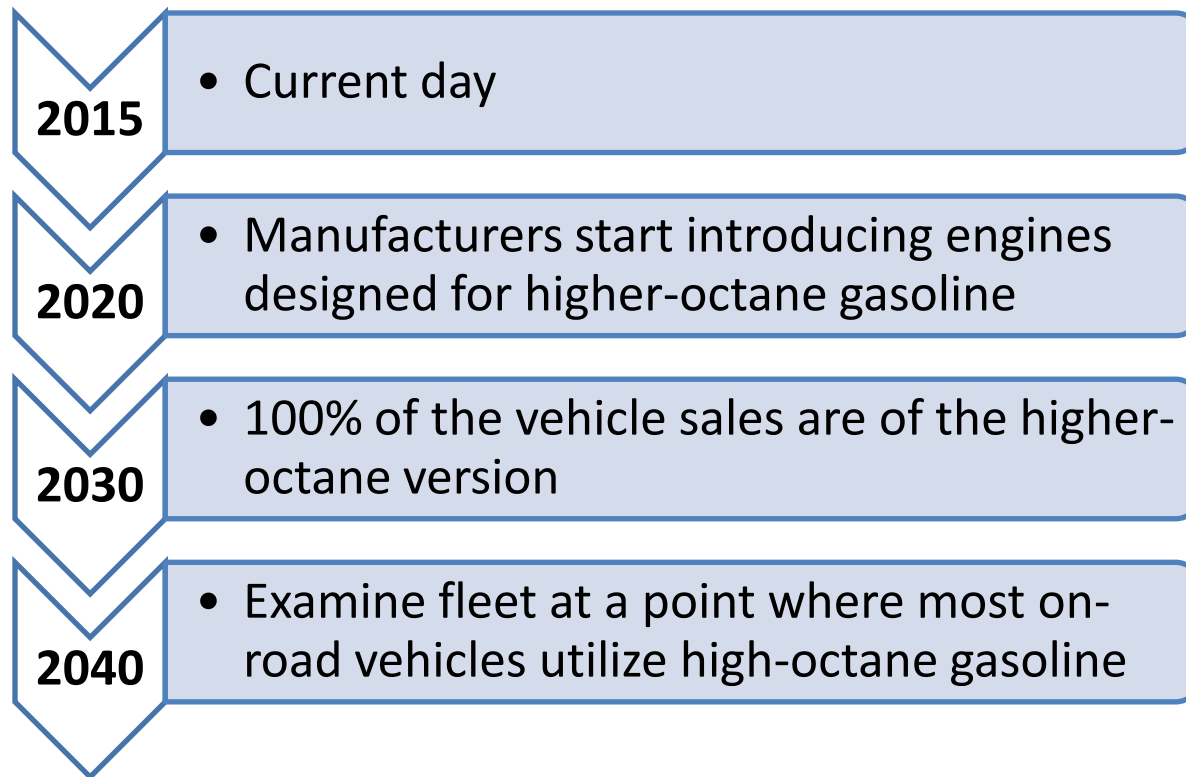 2015
• Current day
2020
• Manufacturers start introducing engines
designed for higher-octane gasoline
2030
• 100% of the vehicle sales are of the higher-
octane version
2040
• Examine fleet at a point where most on-
road vehicles utilize high-octane gasoline